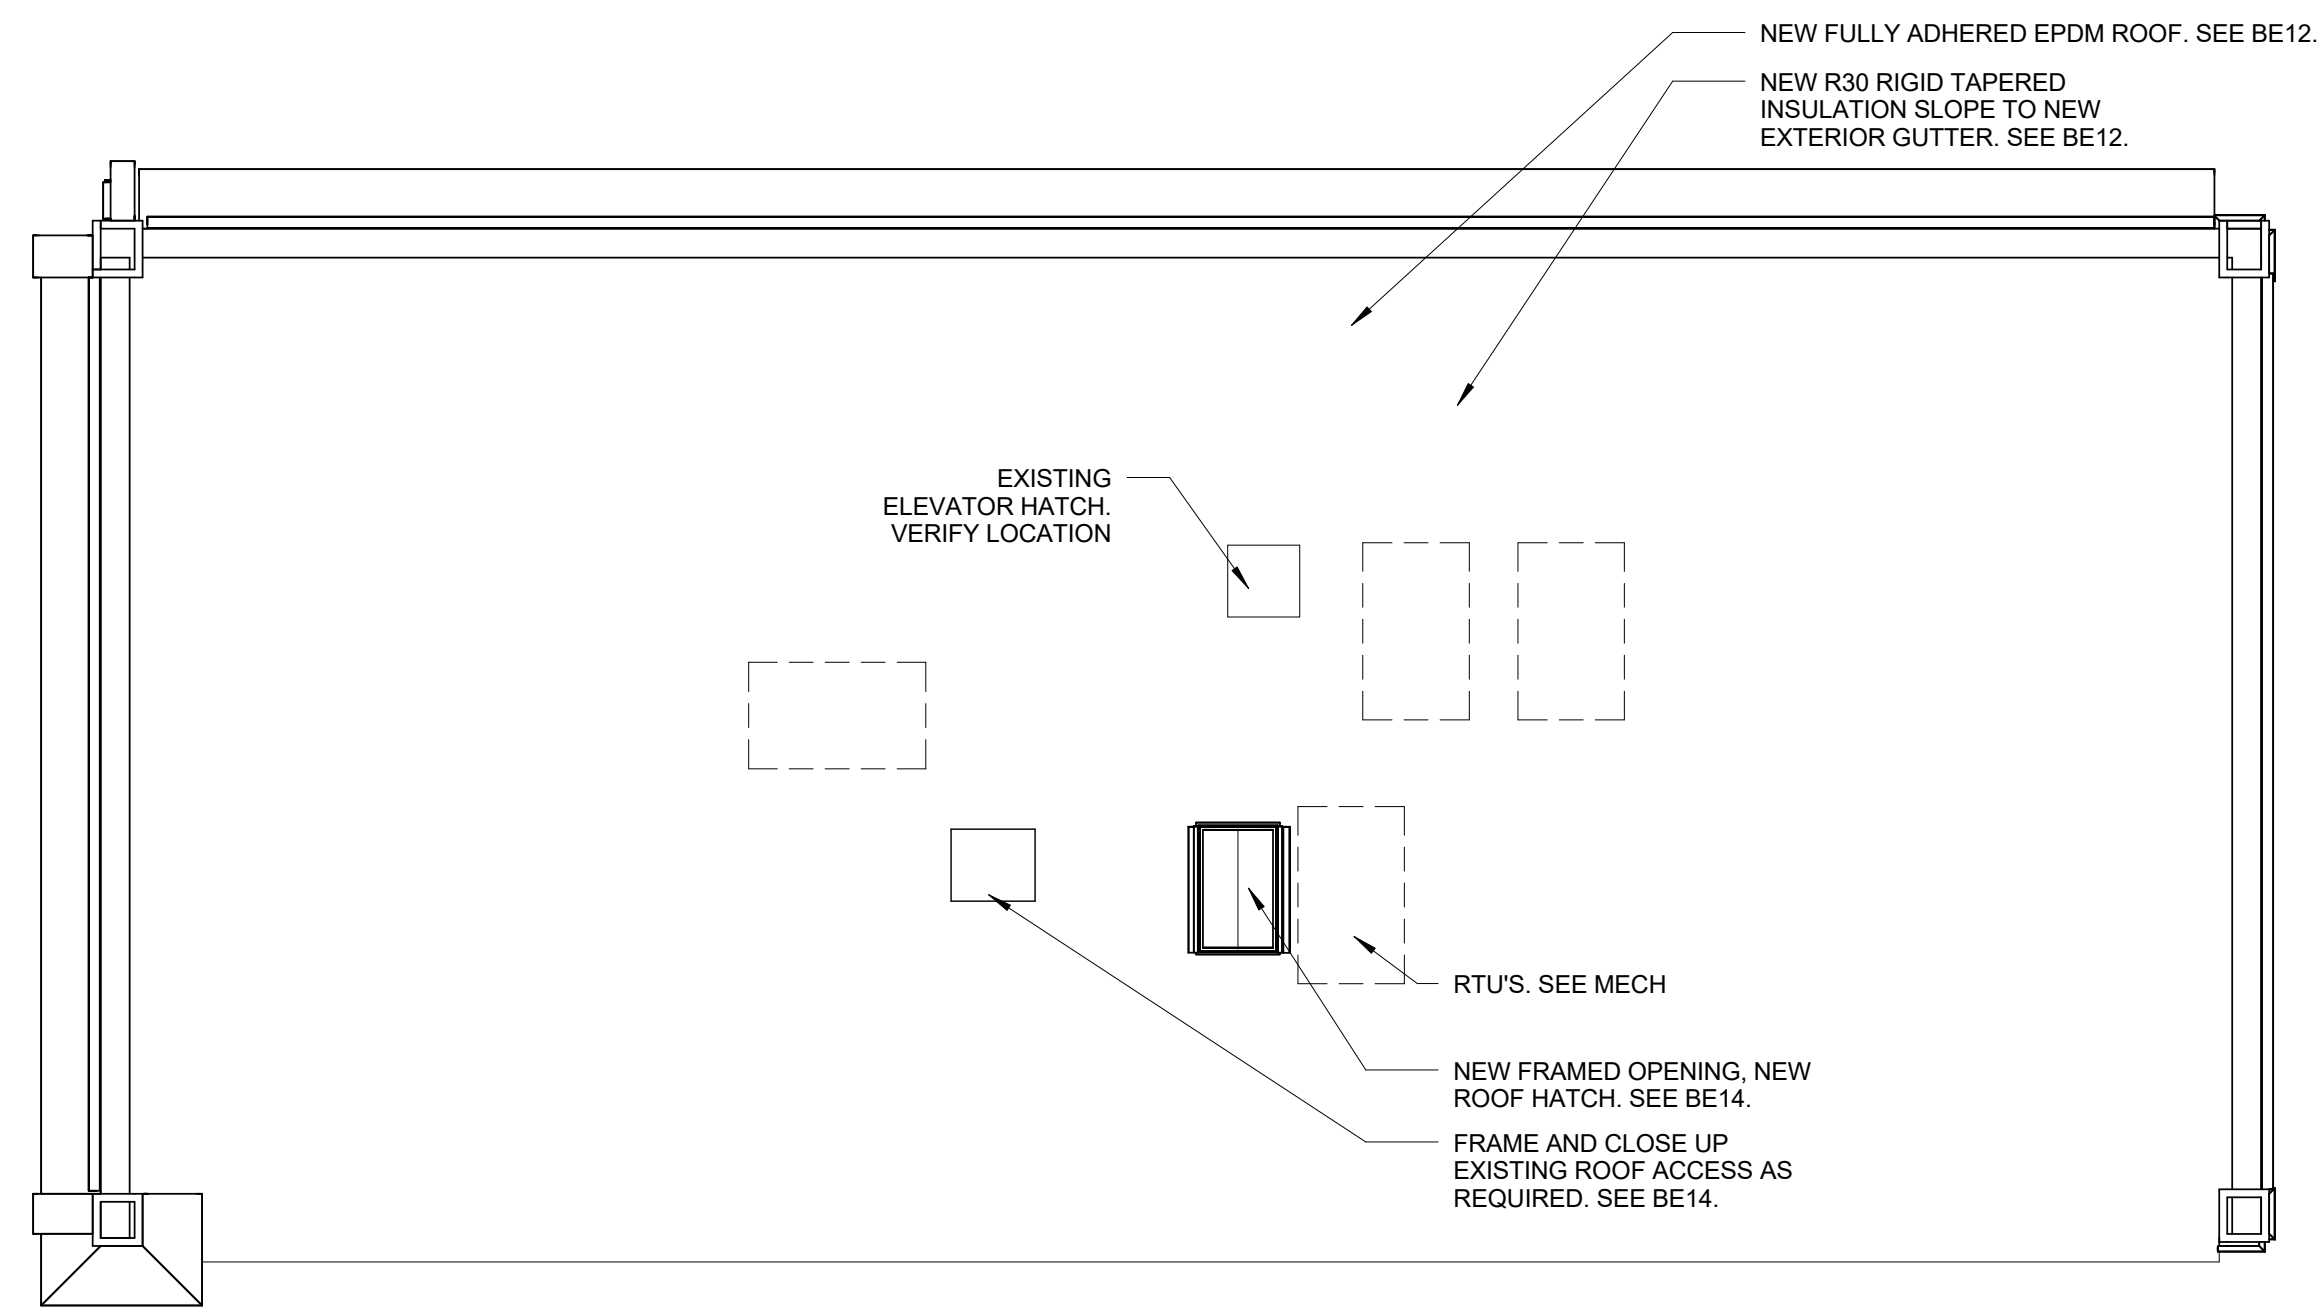 NEW FULLY ADHERED EPDM ROOF. SEE BE12.
NEW R30 RIGID TAPERED
INSULATION SLOPE TO NEW
EXTERIOR GUTTER. SEE BE12.
EXISTING
ELEVATOR HATCH.
VERIFY LOCATION
RTU'S. SEE MECH
NEW FRAMED OPENING, NEW
ROOF HATCH. SEE BE14.
FRAME AND CLOSE UP
EXISTING ROOF ACCESS AS
REQUIRED. SEE BE14.